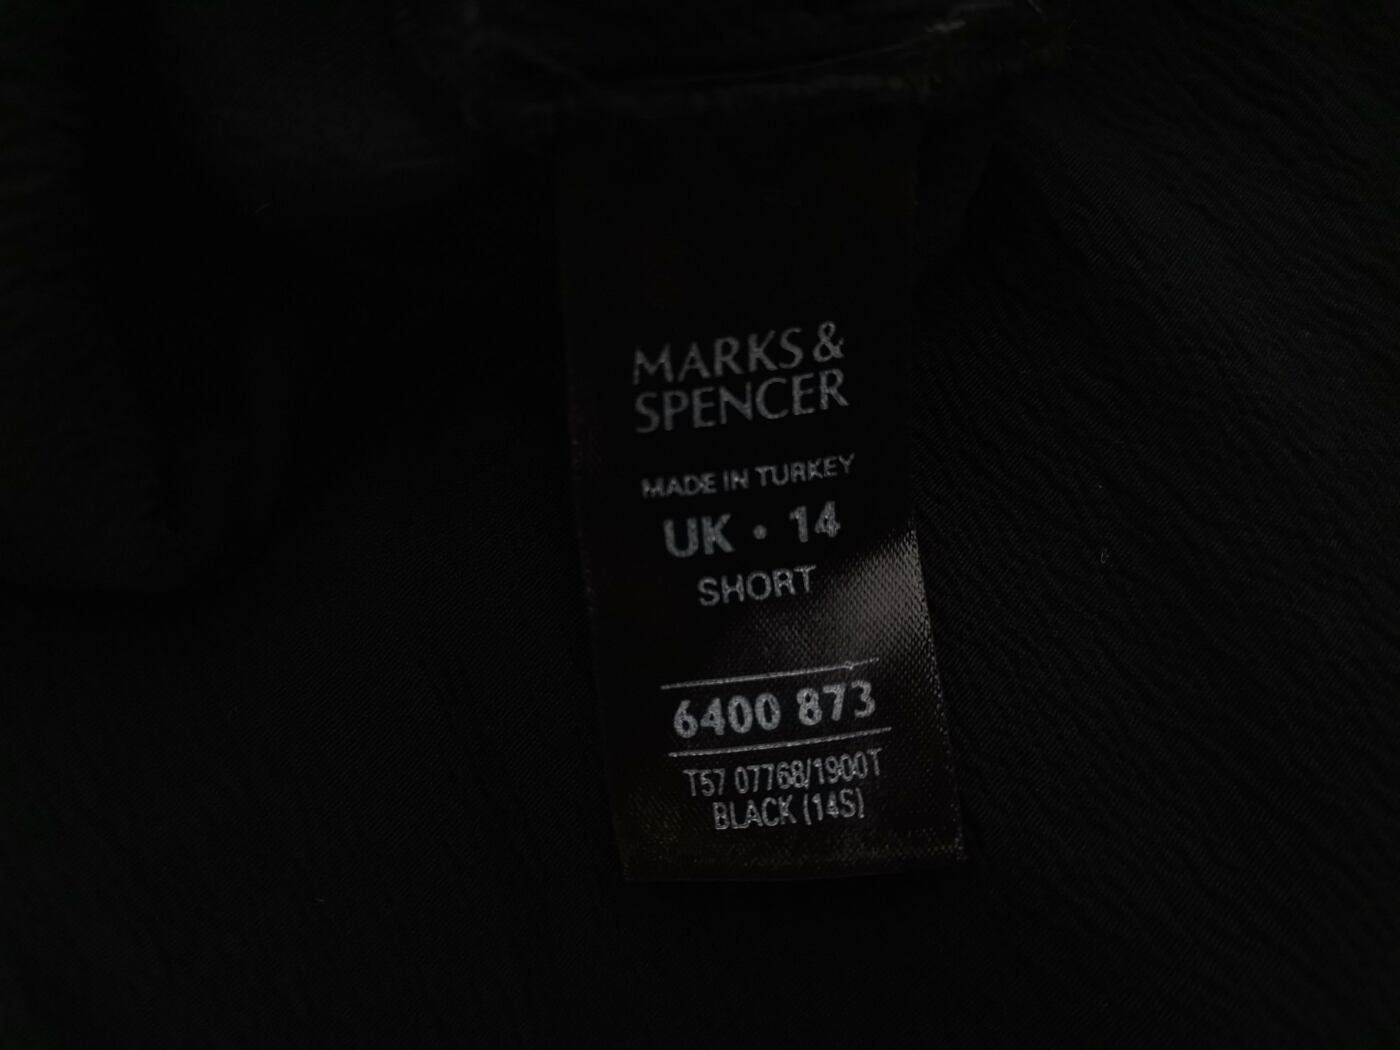 MARKS &
SPENCER
MADE IN TURKEY
UK • 14
SHORT
6400 873
T57 07768/1900T
BLACK (14S)